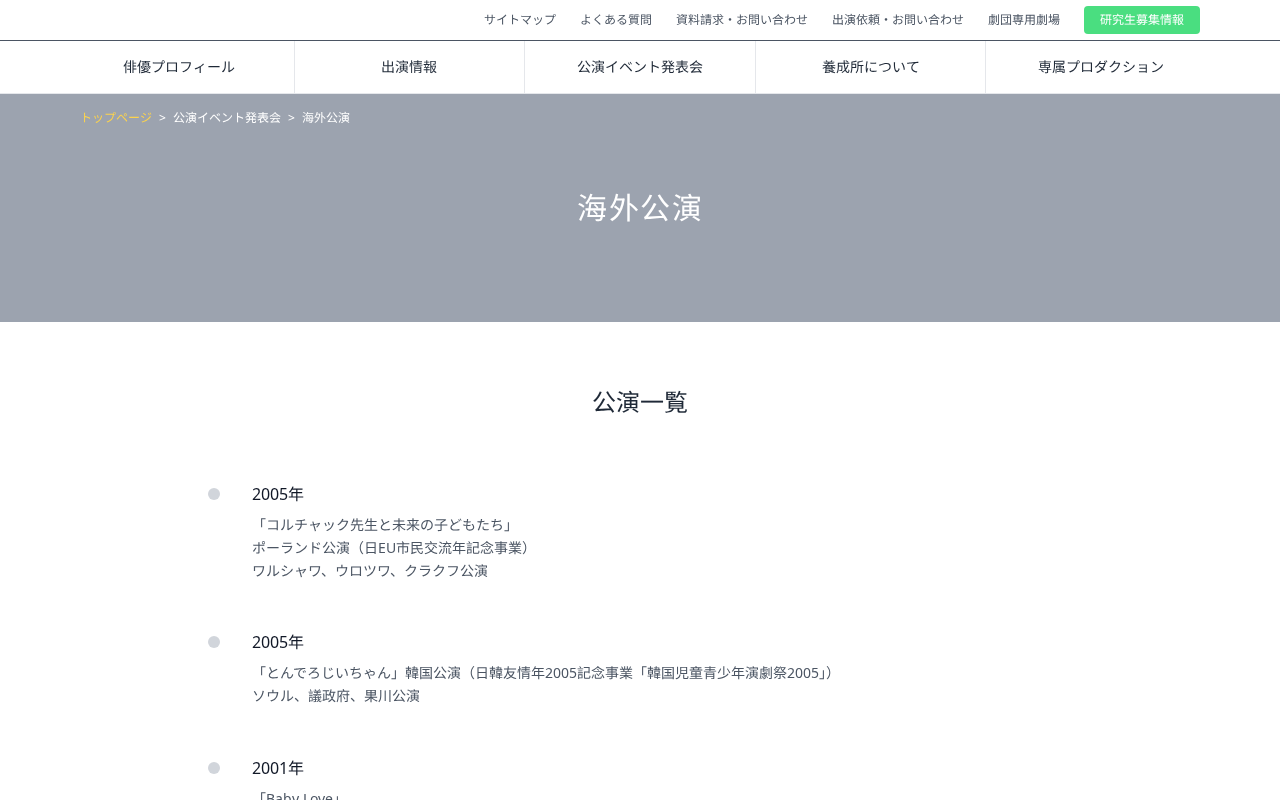 サイトマップ よくある質問 資料請求・お問い合わせ 出演依頼・お問い合わせ 劇団専用劇場 研究生募集情報
俳優プロフィール 出演情報 公演イベント発表会 養成所について 専属プロダクション
トップページ > 公演イベント発表会 > 海外公演
海外公演
公演一覧
2005年
「コルチャック先生と未来の子どもたち」
ポーランド公演（日EU市民交流年記念事業）
ワルシャワ、ウロツワ、クラクフ公演
2005年
「とんでろじいちゃん」韓国公演（日韓友情年2005記念事業「韓国児童青少年演劇祭2005」）
ソウル、議政府、果川公演
2001年
「Baby Love」